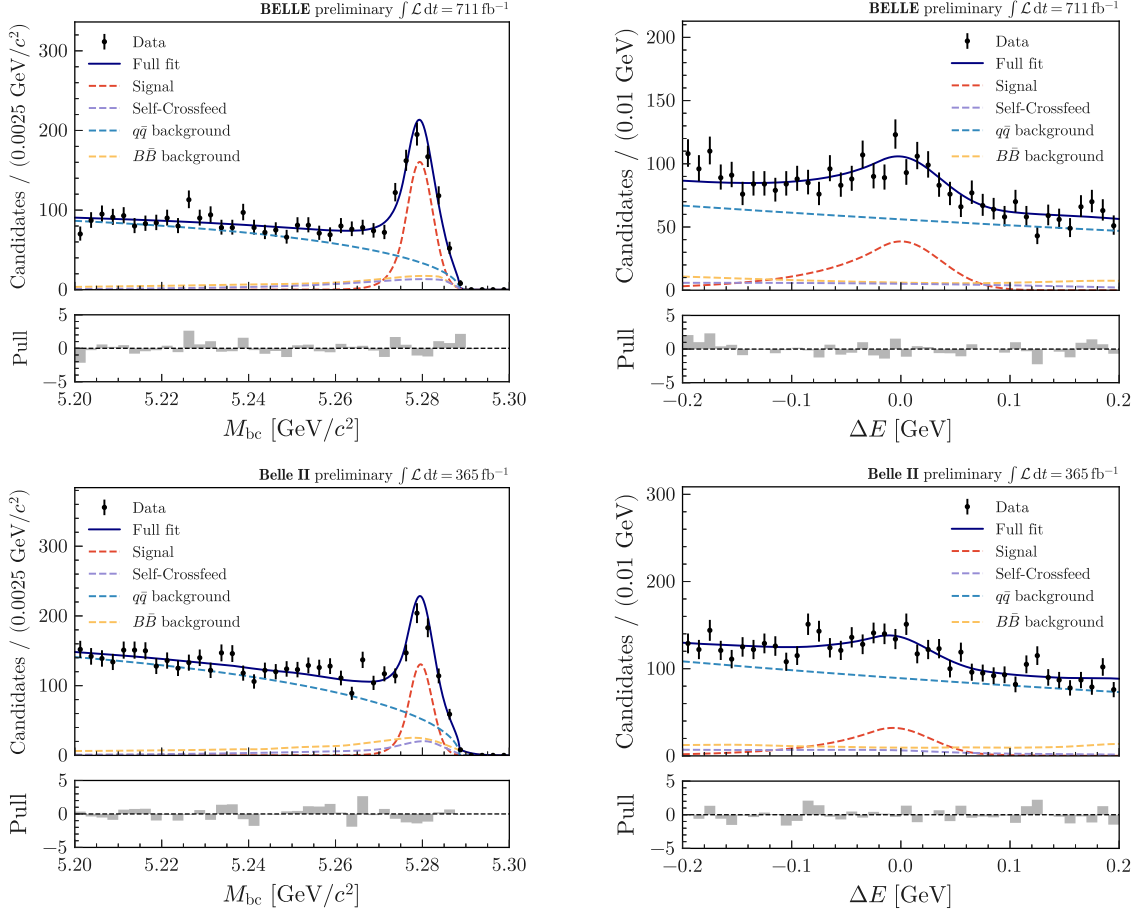 BELLE preliminary ∫ ℒ dt = 711 fb⁻¹
Candidates / (0.0025 GeV/c²)
300
200
100
0
Data
Full fit
Signal
Self-Crossfeed
qq̄ background
BB̄ background
Pull
5
0
−5
5.20 5.22 5.24 5.26 5.28 5.30
M_bc [GeV/c²]
BELLE preliminary ∫ ℒ dt = 711 fb⁻¹
Candidates / (0.01 GeV)
200
150
100
50
0
Data
Full fit
Signal
Self-Crossfeed
qq̄ background
BB̄ background
Pull
5
0
−5
−0.2 −0.1 0.0 0.1 0.2
ΔE [GeV]
Belle II preliminary ∫ ℒ dt = 365 fb⁻¹
Candidates / (0.0025 GeV/c²)
300
200
100
0
Data
Full fit
Signal
Self-Crossfeed
qq̄ background
BB̄ background
Pull
5
0
−5
5.20 5.22 5.24 5.26 5.28 5.30
M_bc [GeV/c²]
Belle II preliminary ∫ ℒ dt = 365 fb⁻¹
Candidates / (0.01 GeV)
300
200
100
0
Data
Full fit
Signal
Self-Crossfeed
qq̄ background
BB̄ background
Pull
5
0
−5
−0.2 −0.1 0.0 0.1 0.2
ΔE [GeV]